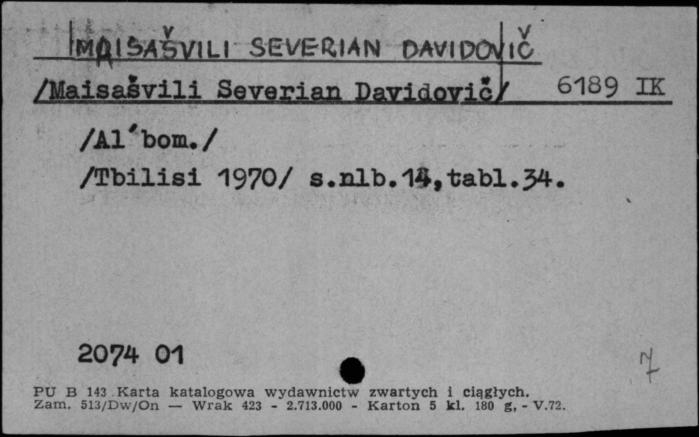 MAISAŠVILI SEVERIAN DAVIDOVIČ
/Maisašvili Severian Davidovič/ 6189 IK
/Al'bom./
/Tbilisi 1970/ s.nlb.14,tabl.34.
2074 01
7
PU B 143 Karta katalogowa wydawnictw zwartych i ciągłych.
Zam. 513/Dw/On — Wrak 423 - 2.713.000 - Karton 5 kl. 180 g, - V.72.